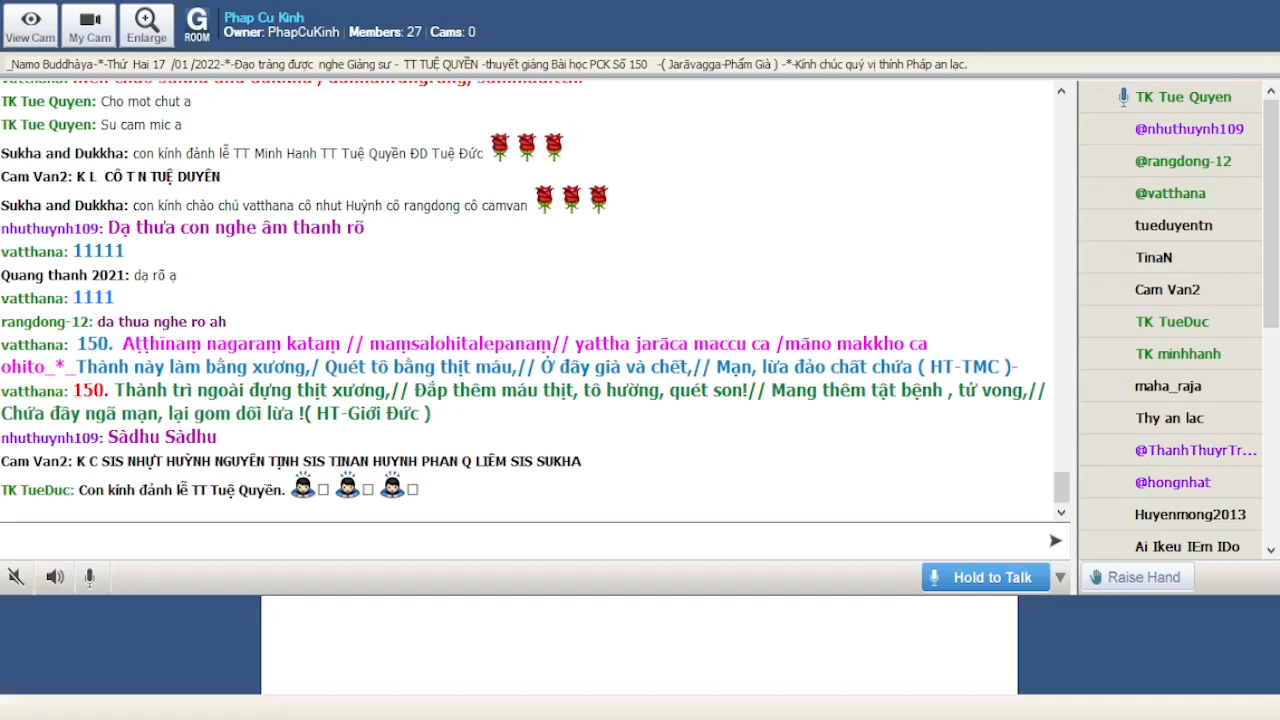 View Cam
My Cam
Enlarge
G
ROOM
Phap Cu Kinh
Owner: PhapCuKinh | Members: 27 | Cams: 0
_Namo Buddhàya-*-Thứ Hai 17 /01 /2022-*-Đạo tràng được nghe Giảng sư - TT TUỆ QUYỀN -thuyết giảng Bài học PCK Số 150 -( Jarāvagga-Phẩm Già ) -*-Kính chúc quý vị thính Pháp an lạc.
TK Tue Quyen: Cho mot chut a
TK Tue Quyen: Su cam mic a
Sukha and Dukkha: con kính đảnh lễ TT Minh Hanh TT Tuệ Quyền ĐD Tuệ Đức
Cam Van2: K L CÔ T N TUỆ DUYÊN
Sukha and Dukkha: con kính chào chú vatthana cô nhut Huỳnh cô rangdong cô camvan
nhuthuynh109: Dạ thưa con nghe âm thanh rõ
vatthana: 11111
Quang thanh 2021: dạ rõ ạ
vatthana: 1111
rangdong-12: da thua nghe ro ah
vatthana: 150. Aṭṭhīnaṃ nagaraṃ kataṃ // maṃsalohitalepanaṃ// yattha jarāca maccu ca /māno makkho ca
ohito_*_Thành này làm bằng xương,/ Quét tô bằng thịt máu,// Ở đây già và chết,// Mạn, lừa đảo chất chứa ( HT-TMC )-
vatthana: 150. Thành trì ngoài đựng thịt xương,// Đắp thêm máu thịt, tô hường, quét son!// Mang thêm tật bệnh , tử vong,//
Chứa đầy ngã mạn, lại gom dối lừa !( HT-Giới Đức )
nhuthuynh109: Sàdhu Sàdhu
Cam Van2: K C SIS NHỰT HUỲNH NGUYÊN TỊNH SIS TINAN HUYNH PHAN Q LIÊM SIS SUKHA
TK TueDuc: Con kính đảnh lễ TT Tuệ Quyền.
TK Tue Quyen
@nhuthuynh109
@rangdong-12
@vatthana
tueduyentn
TinaN
Cam Van2
TK TueDuc
TK minhhanh
maha_raja
Thy an lac
@ThanhThuyrTr...
@hongnhat
Huyenmong2013
Ai Ikeu IEm IDo
Hold to Talk
Raise Hand